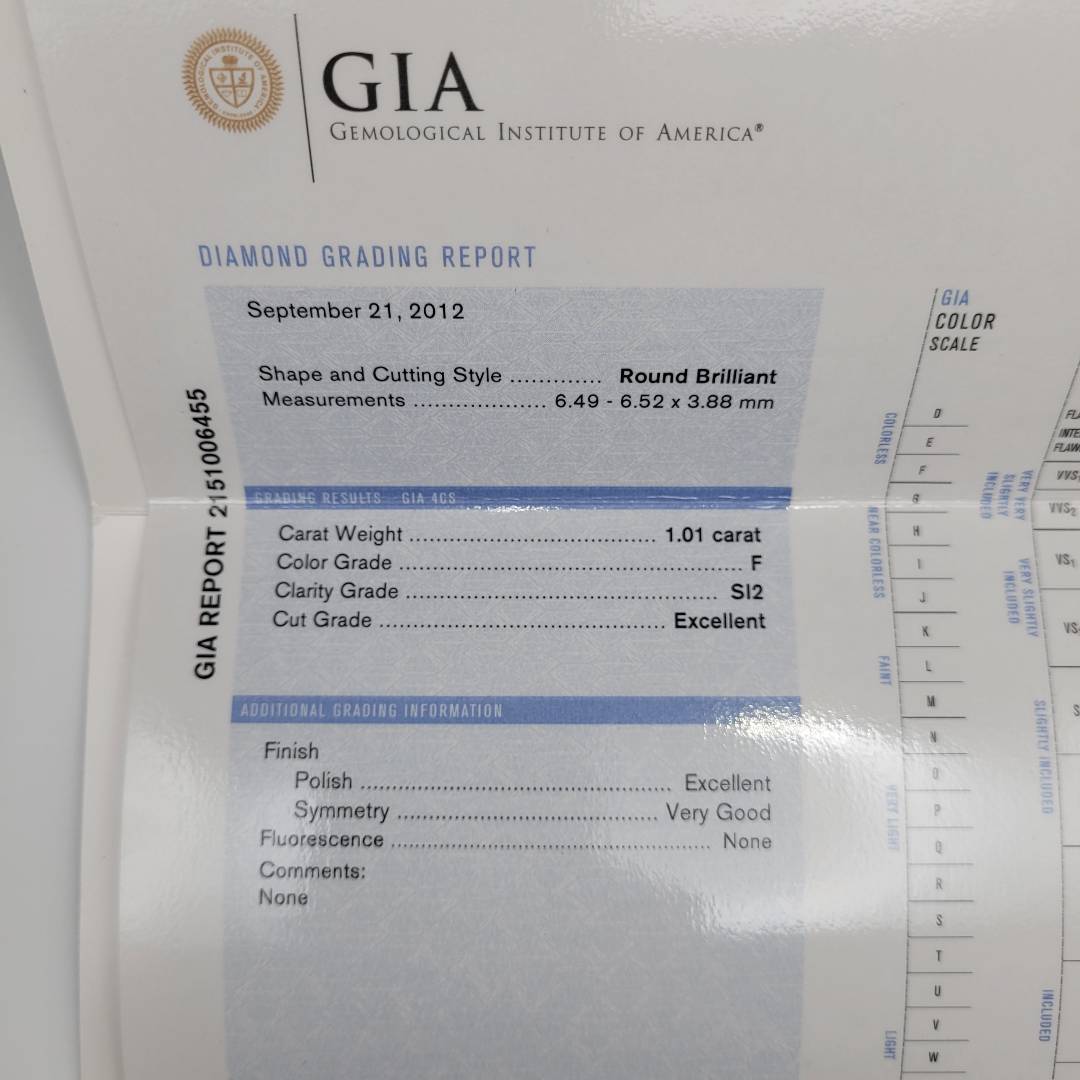 GIA
GEMOLOGICAL INSTITUTE OF AMERICA®
DIAMOND GRADING REPORT
September 21, 2012
Shape and Cutting Style ............. Round Brilliant
Measurements .................. 6.49 - 6.52 x 3.88 mm
GIA REPORT 2151006455
GRADING RESULTS GIA 4CS
Carat Weight .................................. 1.01 carat
Color Grade .................................................. F
Clarity Grade ............................................. SI2
Cut Grade ....................................... Excellent
ADDITIONAL GRADING INFORMATION
Finish
Polish ........................................... Excellent
Symmetry .................................... Very Good
Fluorescence ............................................ None
Comments:
None
GIA
COLOR
SCALE
COLORLESS
D
E
F
NEAR COLORLESS
G
H
I
J
FAINT
K
L
M
VERY LIGHT
N
O
P
Q
R
LIGHT
S
T
U
V
W
VERY VERY
SLIGHTLY
INCLUDED
VVS₂
VERY SLIGHTLY
INCLUDED
VS₁
SLIGHTLY INCLUDED
INCLUDED